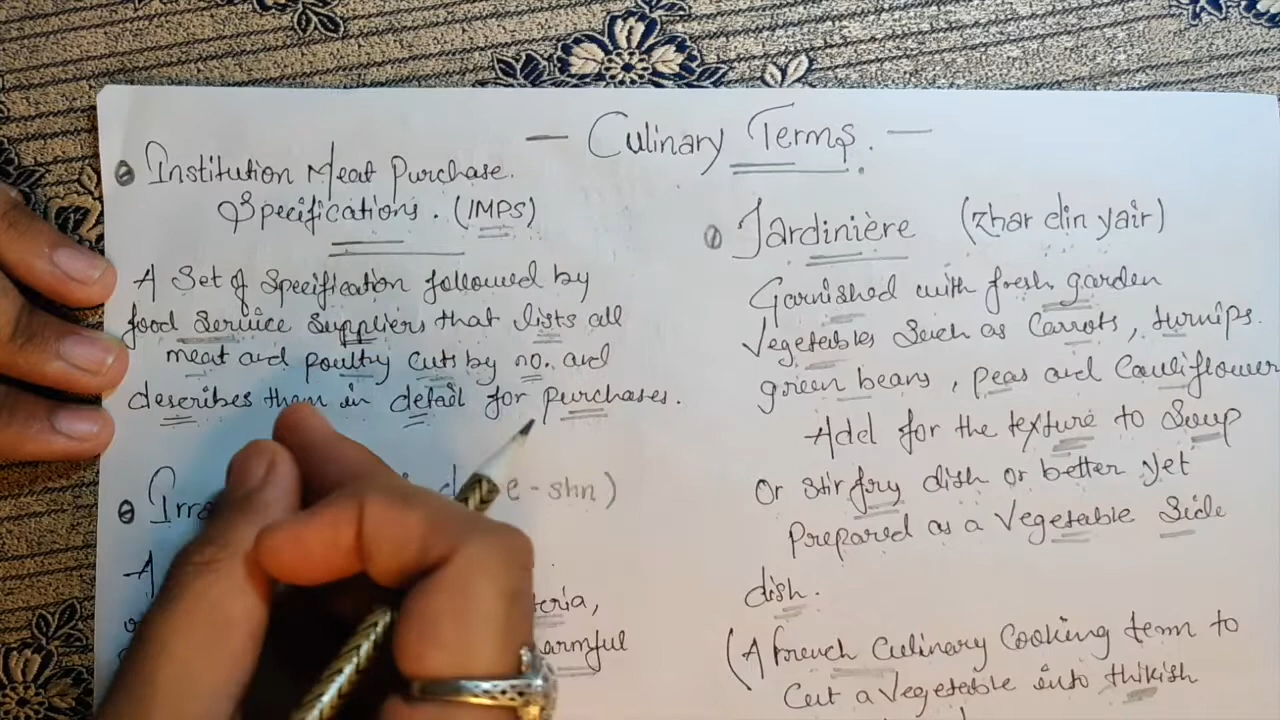 — Culinary Terms. —
Institution Meat Purchase.
Specifications. (IMPS)
A Set of Specification followed by
food Service Suppliers that lists all
meat and poultry cuts by no. and
describes them in detail for purchases.
e - shn)
A
teria,
armful
Jardinière (zhar din yair)
Garnished with fresh garden
Vegetables Such as Carrots, turnips.
green beans, peas and Cauliflower
Add for the texture to Soup
Or stir fry dish or better yet
Prepared as a Vegetable Side
dish.
(A french Culinary Cooking term to
Cut a Vegetable into thikish